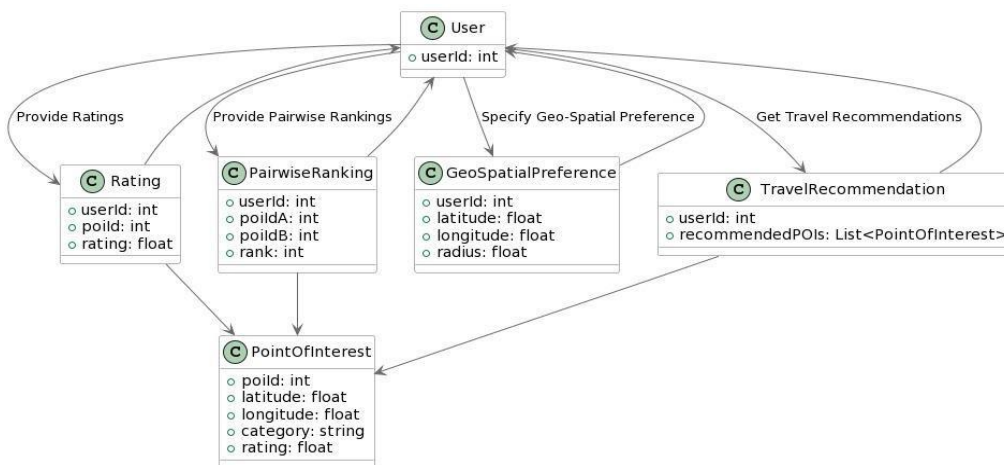 C User
userId: int
Provide Ratings
Provide Pairwise Rankings
Specify Geo-Spatial Preference
Get Travel Recommendations
C Rating
userId: int
poiId: int
rating: float
C PairwiseRanking
userId: int
poiIdA: int
poiIdB: int
rank: int
C GeoSpatialPreference
userId: int
latitude: float
longitude: float
radius: float
C TravelRecommendation
userId: int
recommendedPOIs: List<PointOfInterest>
C PointOfInterest
poiId: int
latitude: float
longitude: float
category: string
rating: float